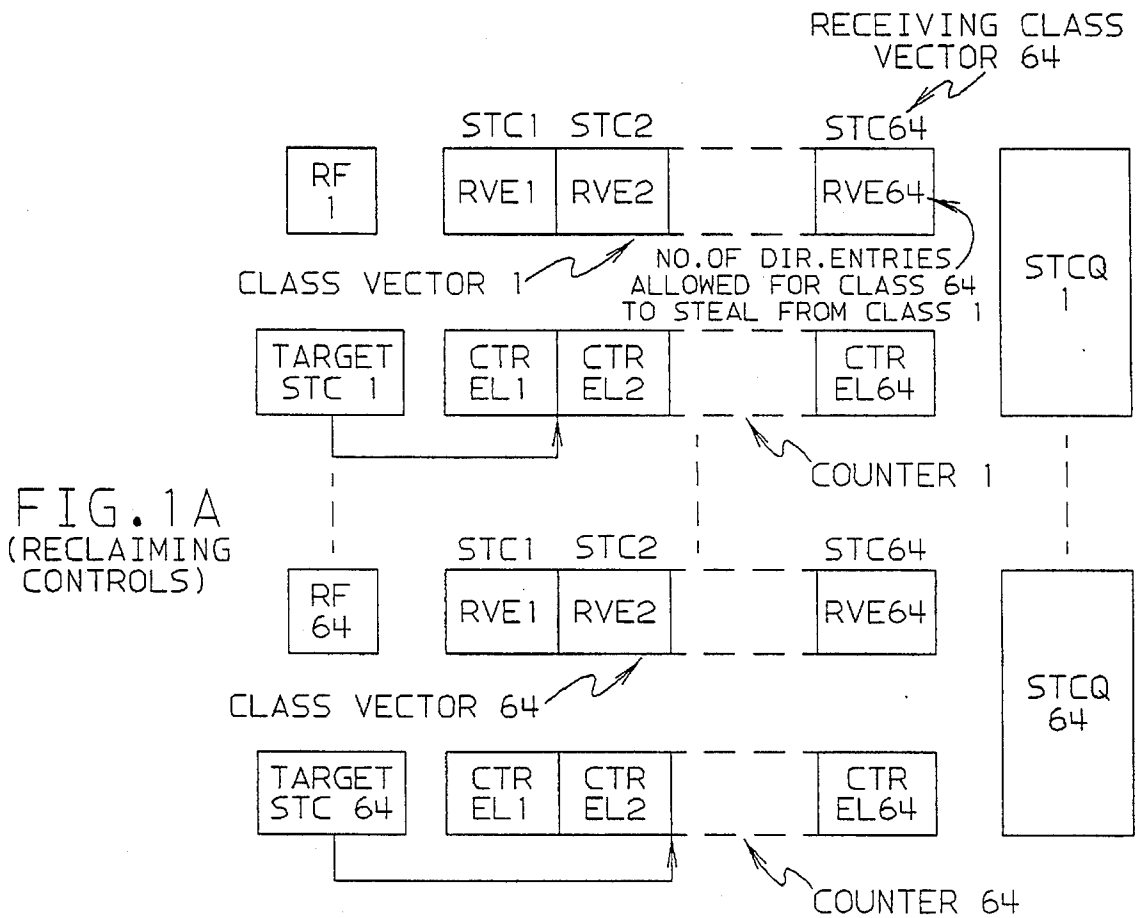 RECEIVING CLASS
VECTOR 64
STC1 STC2 STC64
RF
1
RVE1 RVE2 RVE64
STCQ
1
CLASS VECTOR 1
NO.OF DIR.ENTRIES
ALLOWED FOR CLASS 64
TO STEAL FROM CLASS 1
TARGET
STC 1
CTR
EL1
CTR
EL2
CTR
EL64
COUNTER 1
FIG.1A
(RECLAIMING
CONTROLS)
STC1 STC2 STC64
RF
64
RVE1 RVE2 RVE64
STCQ
64
CLASS VECTOR 64
TARGET
STC 64
CTR
EL1
CTR
EL2
CTR
EL64
COUNTER 64